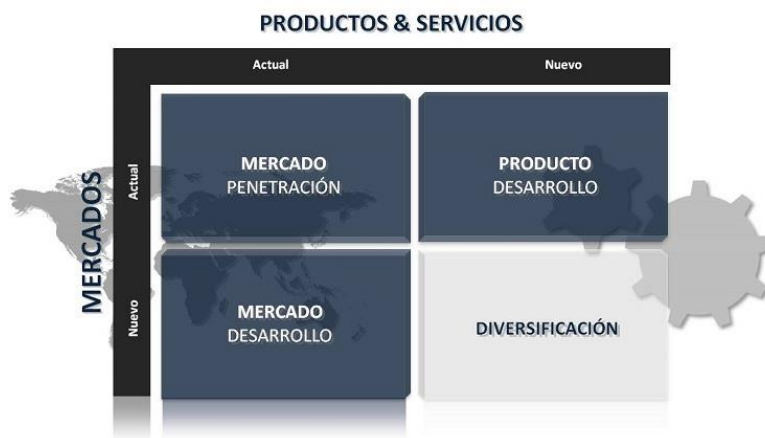 PRODUCTOS & SERVICIOS
Actual
Nuevo
MERCADOS
Actual
MERCADO
PENETRACIÓN
PRODUCTO
DESARROLLO
Nuevo
MERCADO
DESARROLLO
DIVERSIFICACIÓN